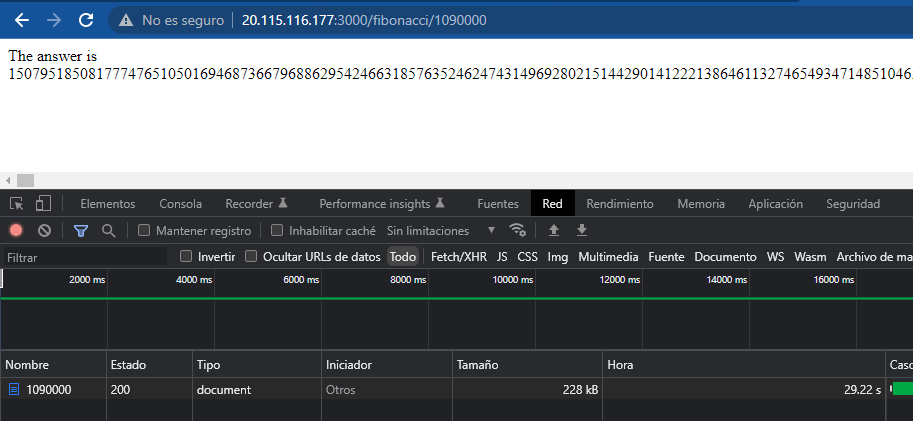 No es seguro 20.115.116.177:3000/fibonacci/1090000
The answer is
15079518508177747651050169468736679688629542466318576352462474314969280215144290141222138646113274654934714851046
Elementos Consola Recorder Performance insights Fuentes Red Rendimiento Memoria Aplicación Seguridad
Mantener registro Inhabilitar caché Sin limitaciones
Filtrar Invertir Ocultar URLs de datos Todo Fetch/XHR JS CSS Img Multimedia Fuente Documento WS Wasm Archivo de ma
2000 ms 4000 ms 6000 ms 8000 ms 10000 ms 12000 ms 14000 ms 16000 ms
Nombre Estado Tipo Iniciador Tamaño Hora Casc
1090000 200 document Otros 228 kB 29.22 s